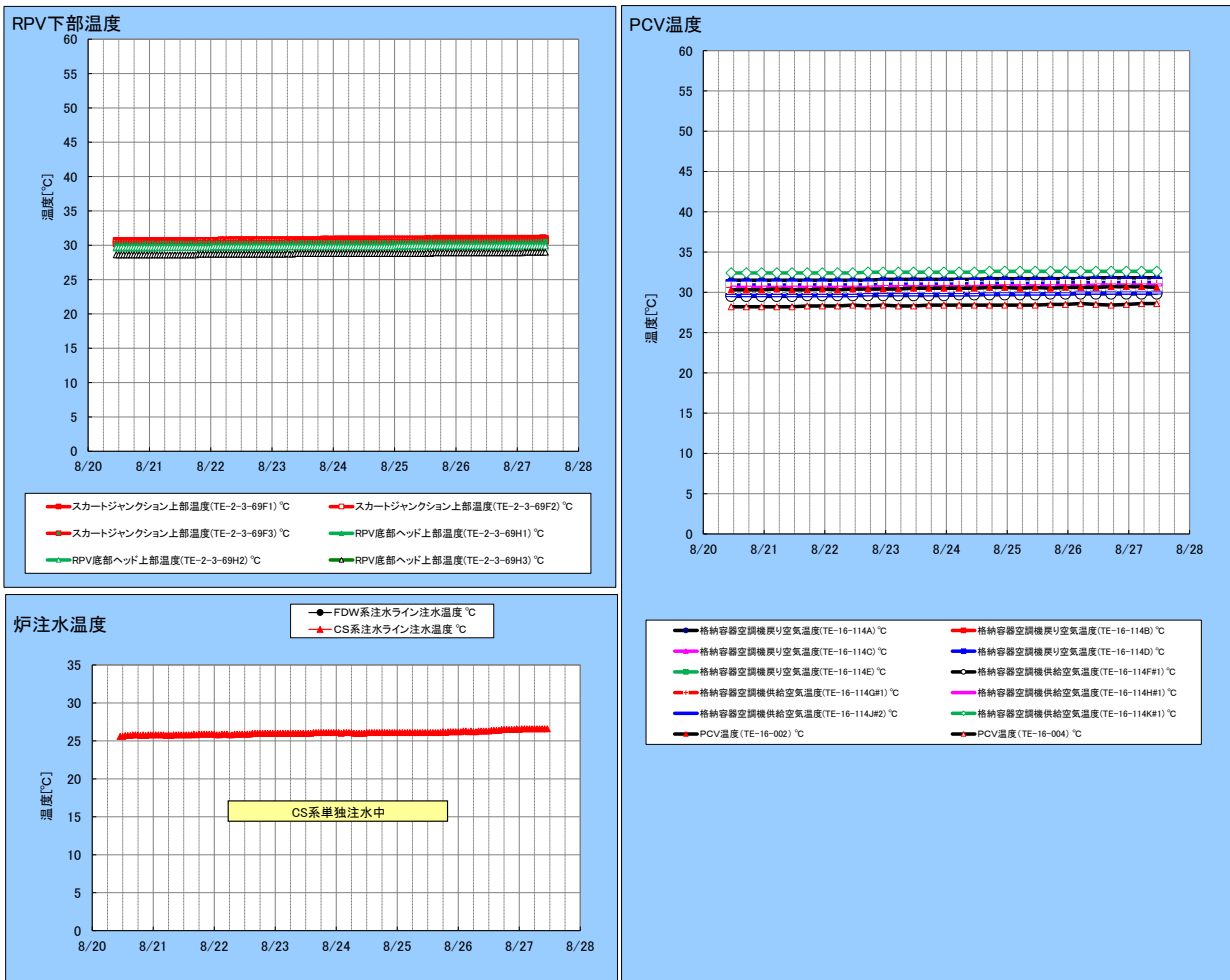 RPV下部温度
60
55
50
45
40
35
30
25
20
15
10
5
0
温度[℃]
8/20 8/21 8/22 8/23 8/24 8/25 8/26 8/27 8/28
スカートジャンクション上部温度(TE-2-3-69F1) ℃ スカートジャンクション上部温度(TE-2-3-69F2) ℃
スカートジャンクション上部温度(TE-2-3-69F3) ℃ RPV底部ヘッド上部温度(TE-2-3-69H1) ℃
RPV底部ヘッド上部温度(TE-2-3-69H2) ℃ RPV底部ヘッド上部温度(TE-2-3-69H3) ℃
炉注水温度
FDW系注水ライン注水温度 ℃
CS系注水ライン注水温度 ℃
35
30
25
20
15
10
5
0
温度[℃]
CS系単独注水中
8/20 8/21 8/22 8/23 8/24 8/25 8/26 8/27 8/28
PCV温度
60
55
50
45
40
35
30
25
20
15
10
5
0
温度[℃]
8/20 8/21 8/22 8/23 8/24 8/25 8/26 8/27 8/28
格納容器空調機戻り空気温度(TE-16-114A) ℃ 格納容器空調機戻り空気温度(TE-16-114B) ℃
格納容器空調機戻り空気温度(TE-16-114C) ℃ 格納容器空調機戻り空気温度(TE-16-114D) ℃
格納容器空調機戻り空気温度(TE-16-114E) ℃ 格納容器空調機供給空気温度(TE-16-114F#1) ℃
格納容器空調機供給空気温度(TE-16-114G#1) ℃ 格納容器空調機供給空気温度(TE-16-114H#1) ℃
格納容器空調機供給空気温度(TE-16-114J#2) ℃ 格納容器空調機供給空気温度(TE-16-114K#1) ℃
PCV温度(TE-16-002) ℃ PCV温度(TE-16-004) ℃